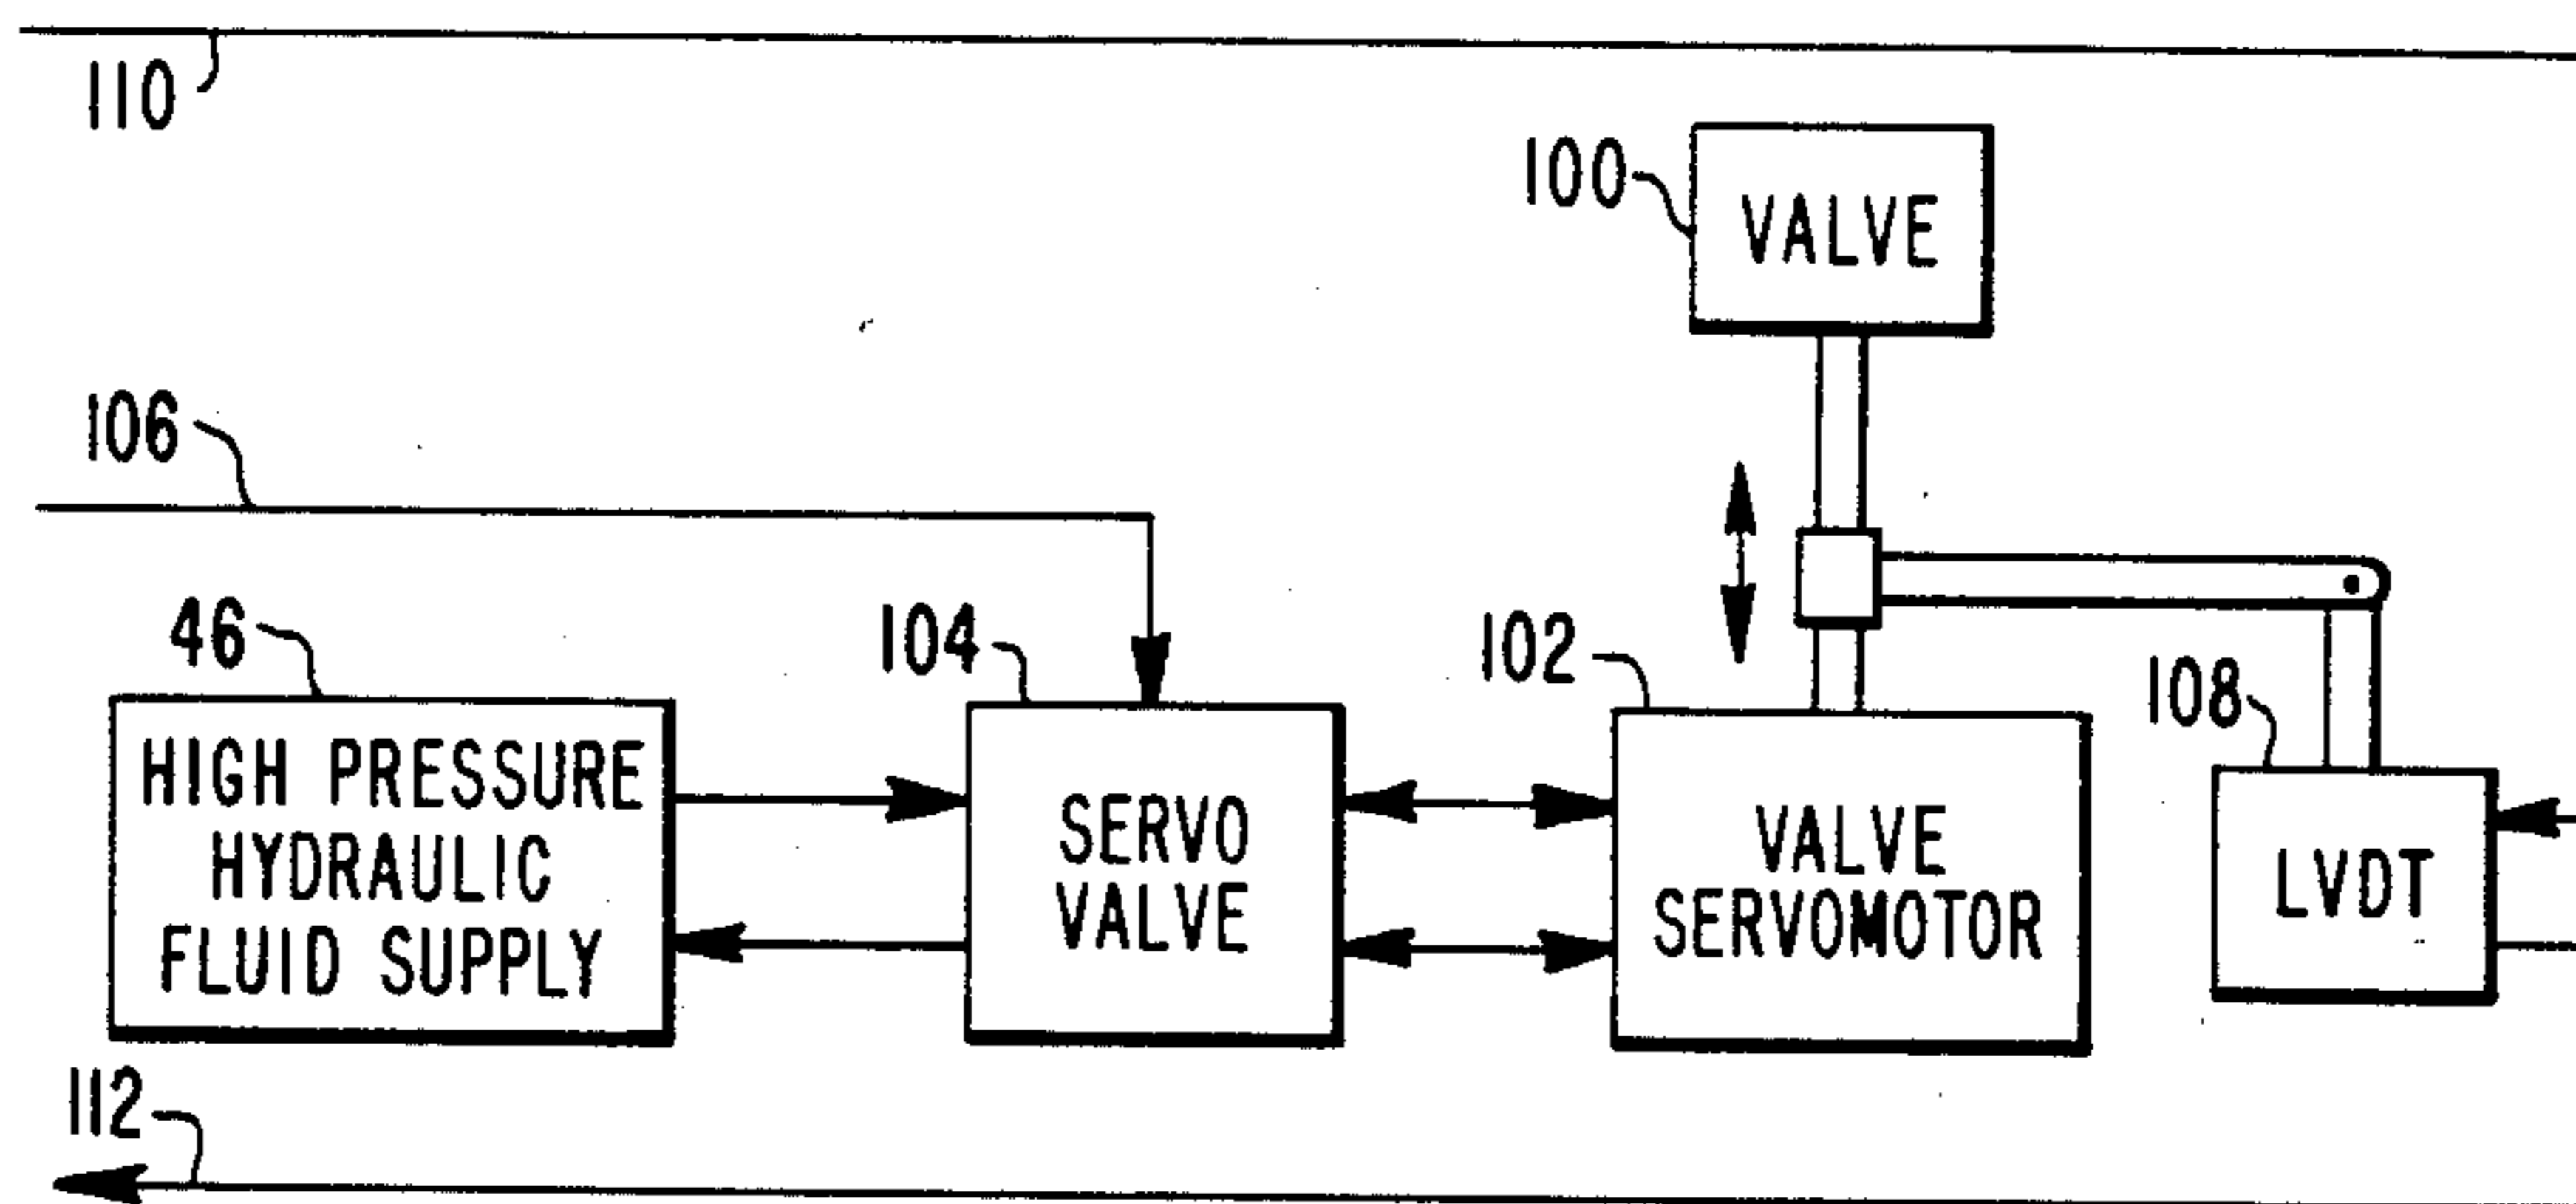 110
100
VALVE
106
46
104
102
108
HIGH PRESSURE
HYDRAULIC
FLUID SUPPLY
SERVO
VALVE
VALVE
SERVOMOTOR
LVDT
112